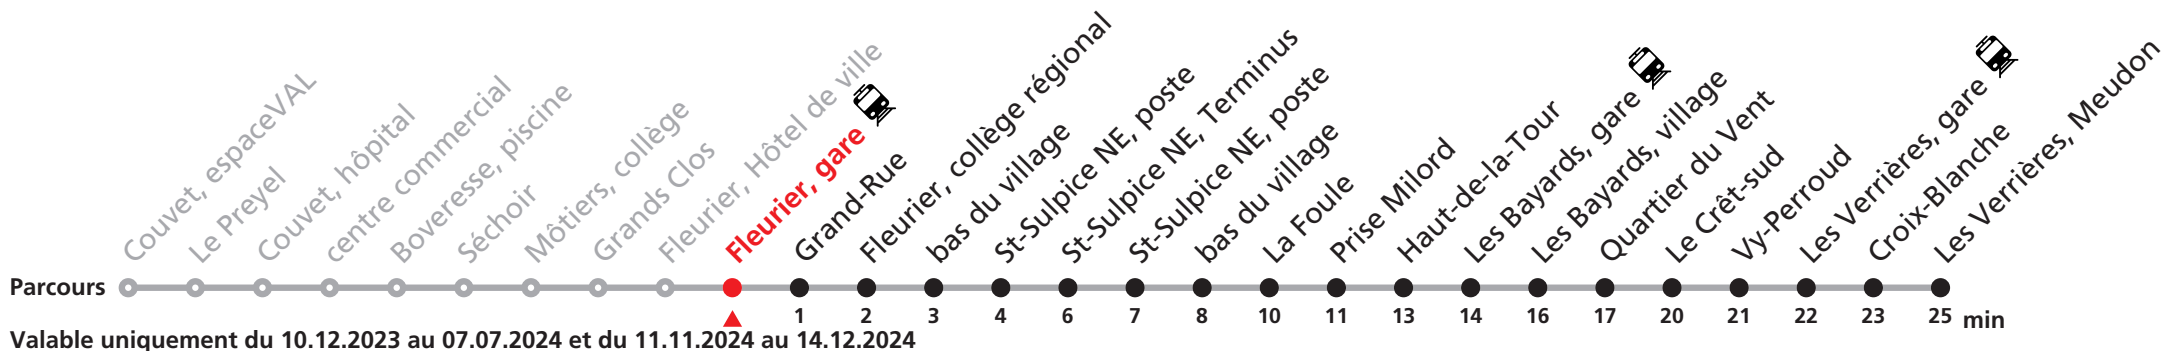 Couvet, espaceVAL
Le Preyel
Couvet, hôpital
centre commercial
Boveresse, piscine
Séchoir
Môtiers, collège
Grands Clos
Fleurier, Hôtel de ville
Fleurier, gare
Grand-Rue
Fleurier, collège régional
bas du village
St-Sulpice NE, poste
St-Sulpice NE, Terminus
St-Sulpice NE, poste
bas du village
La Foule
Prise Milord
Haut-de-la-Tour
Les Bayards, gare
Les Bayards, village
Quartier du Vent
Le Crêt-sud
Vy-Perroud
Les Verrières, gare
Croix-Blanche
Les Verrières, Meudon
Parcours
1 2 3 4 6 7 8 10 11 13 14 16 17 20 21 22 23 25 min
Valable uniquement du 10.12.2023 au 07.07.2024 et du 11.11.2024 au 14.12.2024